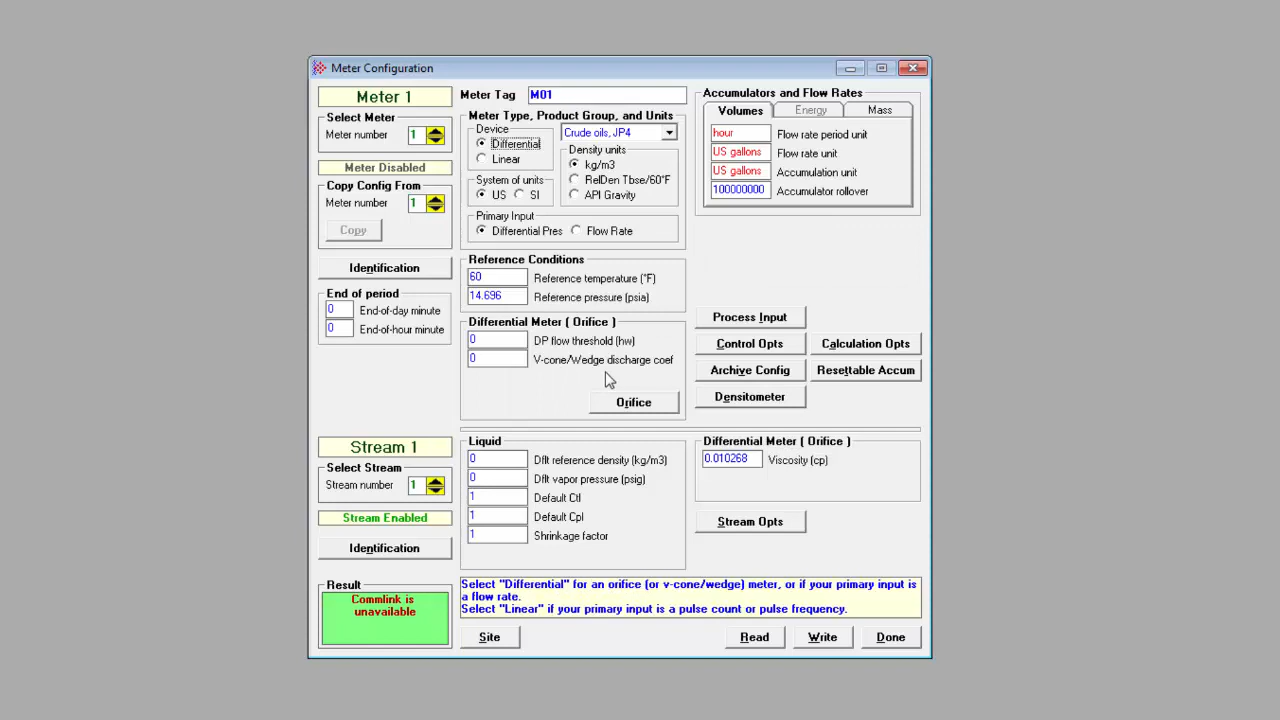 Meter Configuration
Meter 1
Select Meter
Meter number 1
Meter Disabled
Copy Config From
Meter number 1
Copy
Identification
End of period
0 End-of-day minute
0 End-of-hour minute
Meter Tag M01
Meter Type, Product Group, and Units
Device
Differential
Linear
Crude oils, JP4
Density units
kg/m3
RelDen Tbse/60°F
API Gravity
System of units
US SI
Primary Input
Differential Pres Flow Rate
Reference Conditions
60 Reference temperature (°F)
14.696 Reference pressure (psia)
Differential Meter ( Orifice )
0 DP flow threshold (hw)
0 V-cone/Wedge discharge coef
Orifice
Accumulators and Flow Rates
Volumes Energy Mass
hour Flow rate period unit
US gallons Flow rate unit
US gallons Accumulation unit
100000000 Accumulator rollover
Process Input
Control Opts Calculation Opts
Archive Config Resettable Accum
Densitometer
Stream 1
Select Stream
Stream number 1
Stream Enabled
Identification
Liquid
0 Dflt reference density (kg/m3)
0 Dflt vapor pressure (psig)
1 Default Ctl
1 Default Cpl
1 Shrinkage factor
Differential Meter ( Orifice )
0.010268 Viscosity (cp)
Stream Opts
Result
Commlink is
unavailable
Select "Differential" for an orifice (or v-cone/wedge) meter, or if your primary input is
a flow rate.
Select "Linear" if your primary input is a pulse count or pulse frequency.
Site Read Write Done